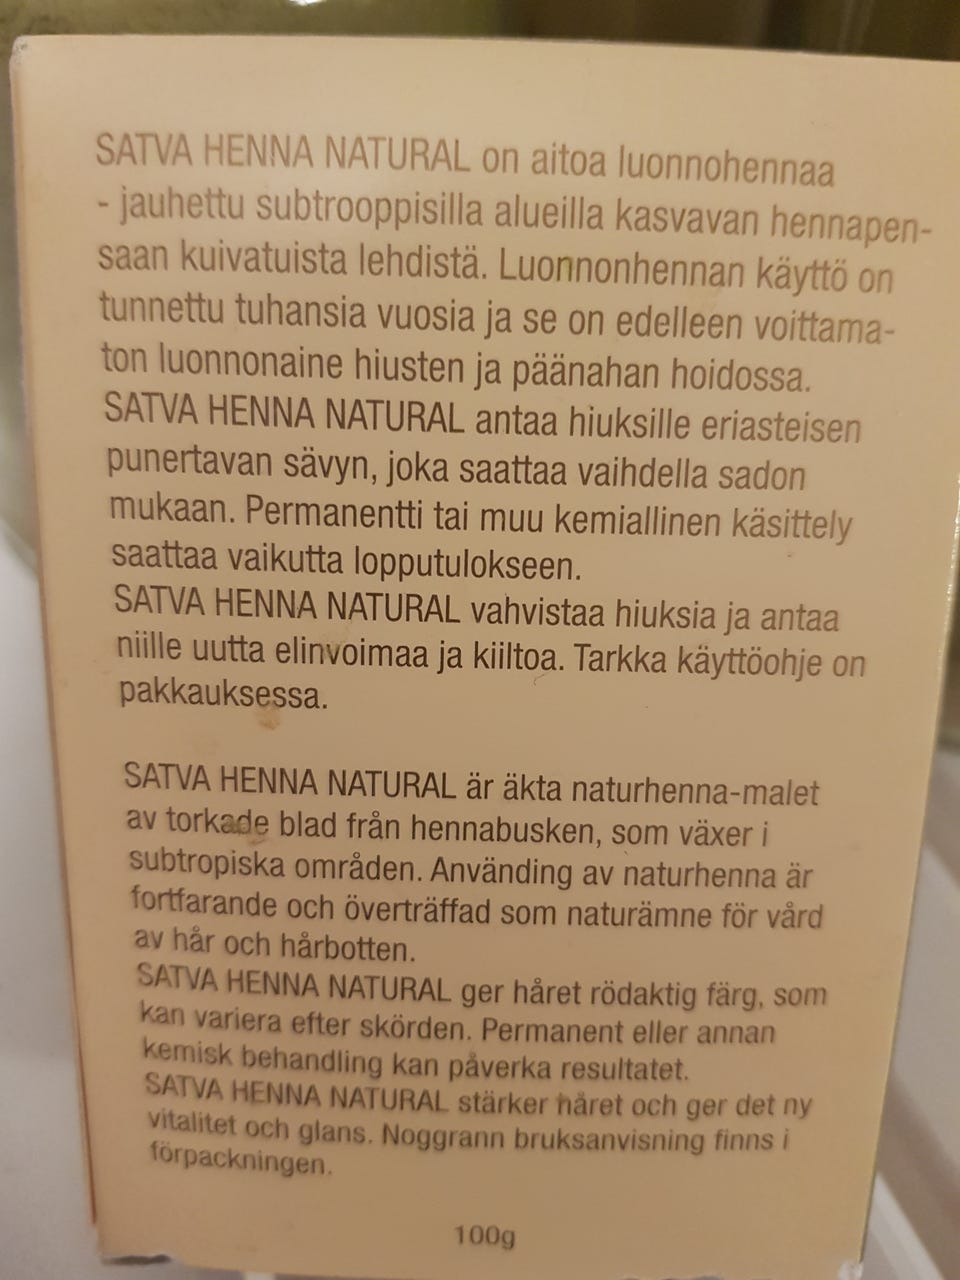 SATVA HENNA NATURAL on aitoa luonnohennaa
- jauhettu subtrooppisilla alueilla kasvavan hennapen-
saan kuivatuista lehdistä. Luonnonhennan käyttö on
tunnettu tuhansia vuosia ja se on edelleen voittama-
ton luonnonaine hiusten ja päänahan hoidossa.
SATVA HENNA NATURAL antaa hiuksille eriasteisen
punertavan sävyn, joka saattaa vaihdella sadon
mukaan. Permanentti tai muu kemiallinen käsittely
saattaa vaikutta lopputulokseen.
SATVA HENNA NATURAL vahvistaa hiuksia ja antaa
niille uutta elinvoimaa ja kiiltoa. Tarkka käyttöohje on
pakkauksessa.
SATVA HENNA NATURAL är äkta naturhenna-malet
av torkade blad från hennabusken, som växer i
subtropiska områden. Använding av naturhenna är
fortfarande och överträffad som naturämne för vård
av hår och hårbotten.
SATVA HENNA NATURAL ger håret rödaktig färg, som
kan variera efter skörden. Permanent eller annan
kemisk behandling kan påverka resultatet.
SATVA HENNA NATURAL stärker håret och ger det ny
vitalitet och glans. Noggrann bruksanvisning finns i
förpackningen.
100g